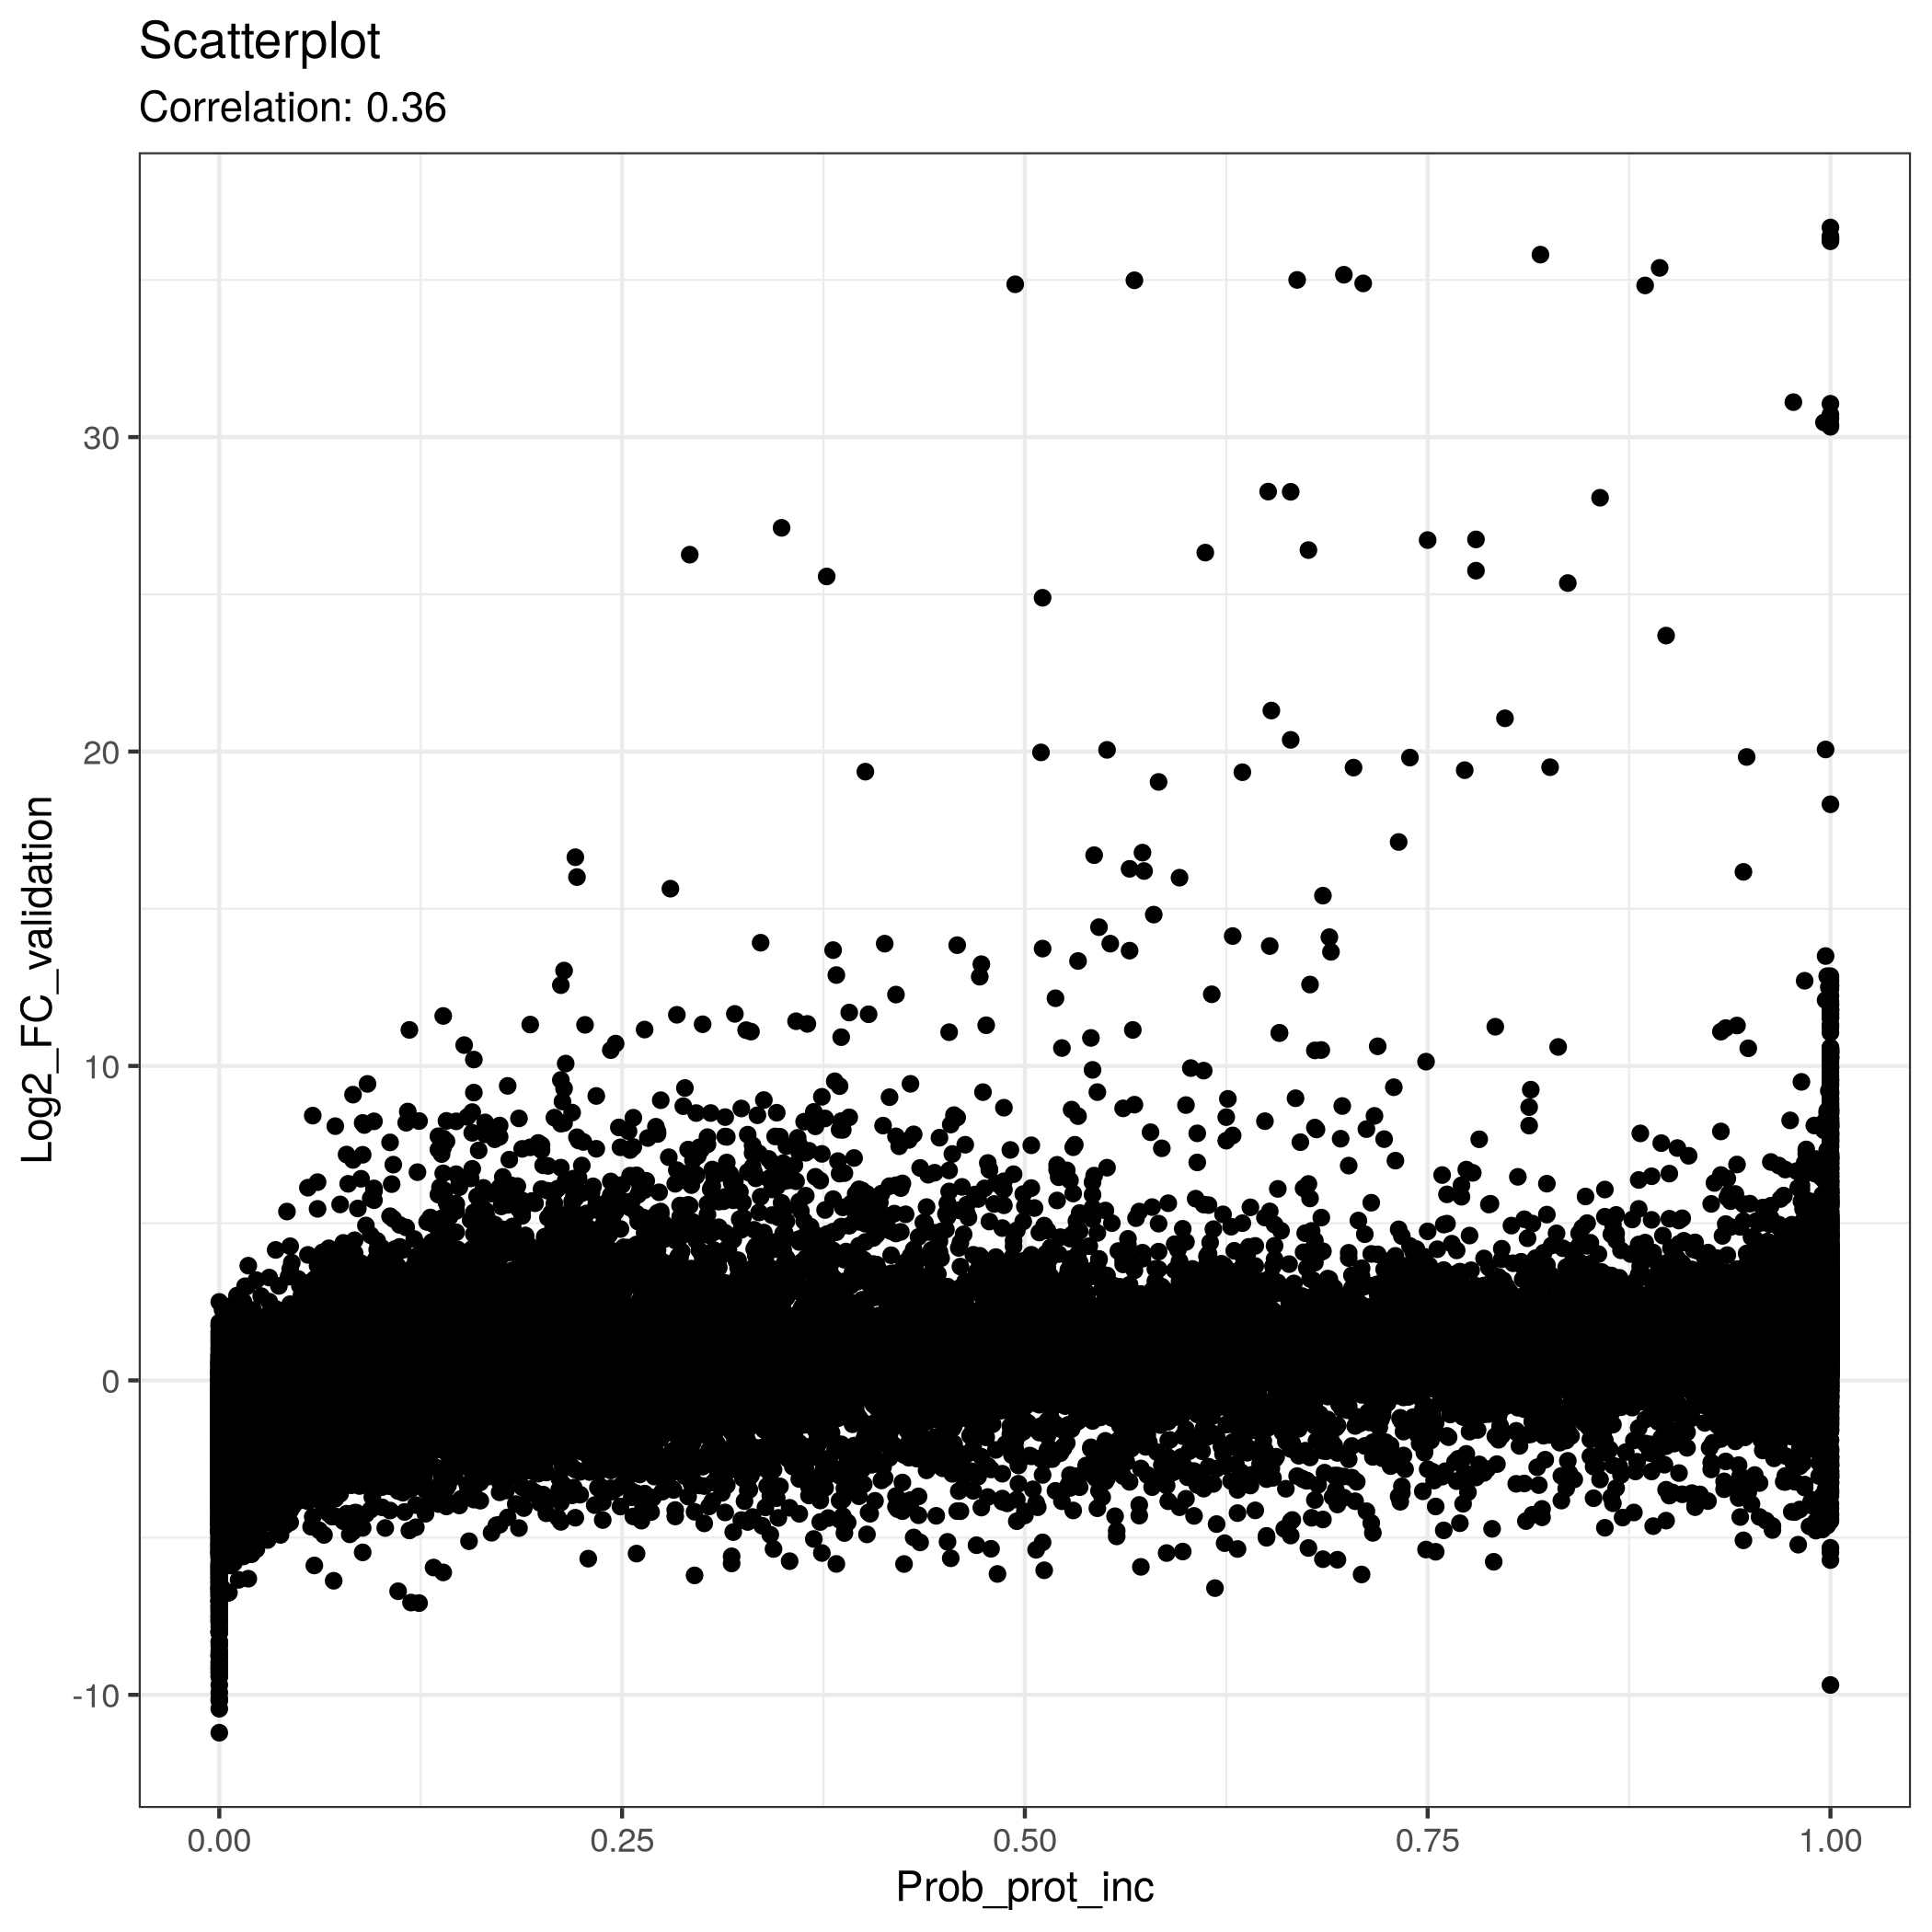 Scatterplot
Correlation: 0.36
Log2_FC_validation
30
20
10
0
-10
0.00 0.25 0.50 0.75 1.00
Prob_prot_inc